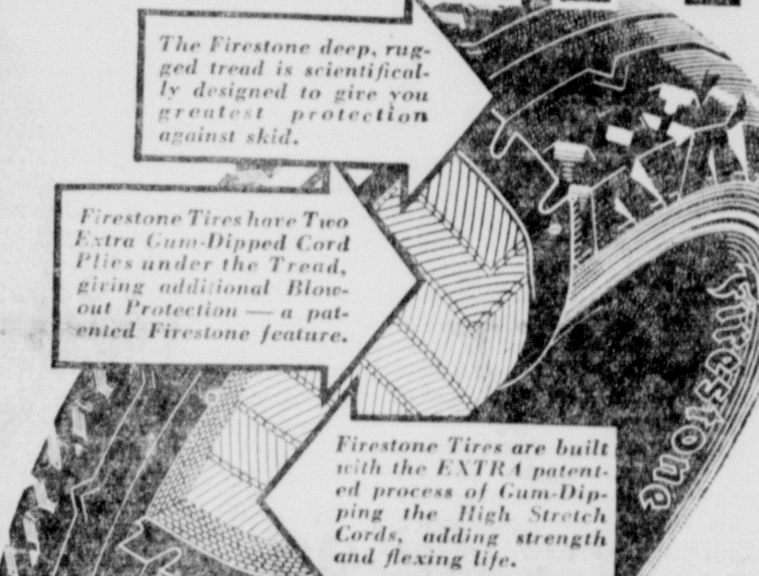 The Firestone deep, rug-
ged tread is scientifical-
ly designed to give you
greatest protection
against skid.
Firestone Tires have Two
Extra Gum-Dipped Cord
Plies under the Tread,
giving additional Blow-
out Protection — a pat-
ented Firestone feature.
Firestone Tires are built
with the EXTRA patent-
ed process of Gum-Dip-
ping the High Stretch
Cords, adding strength
and flexing life.
Firestone